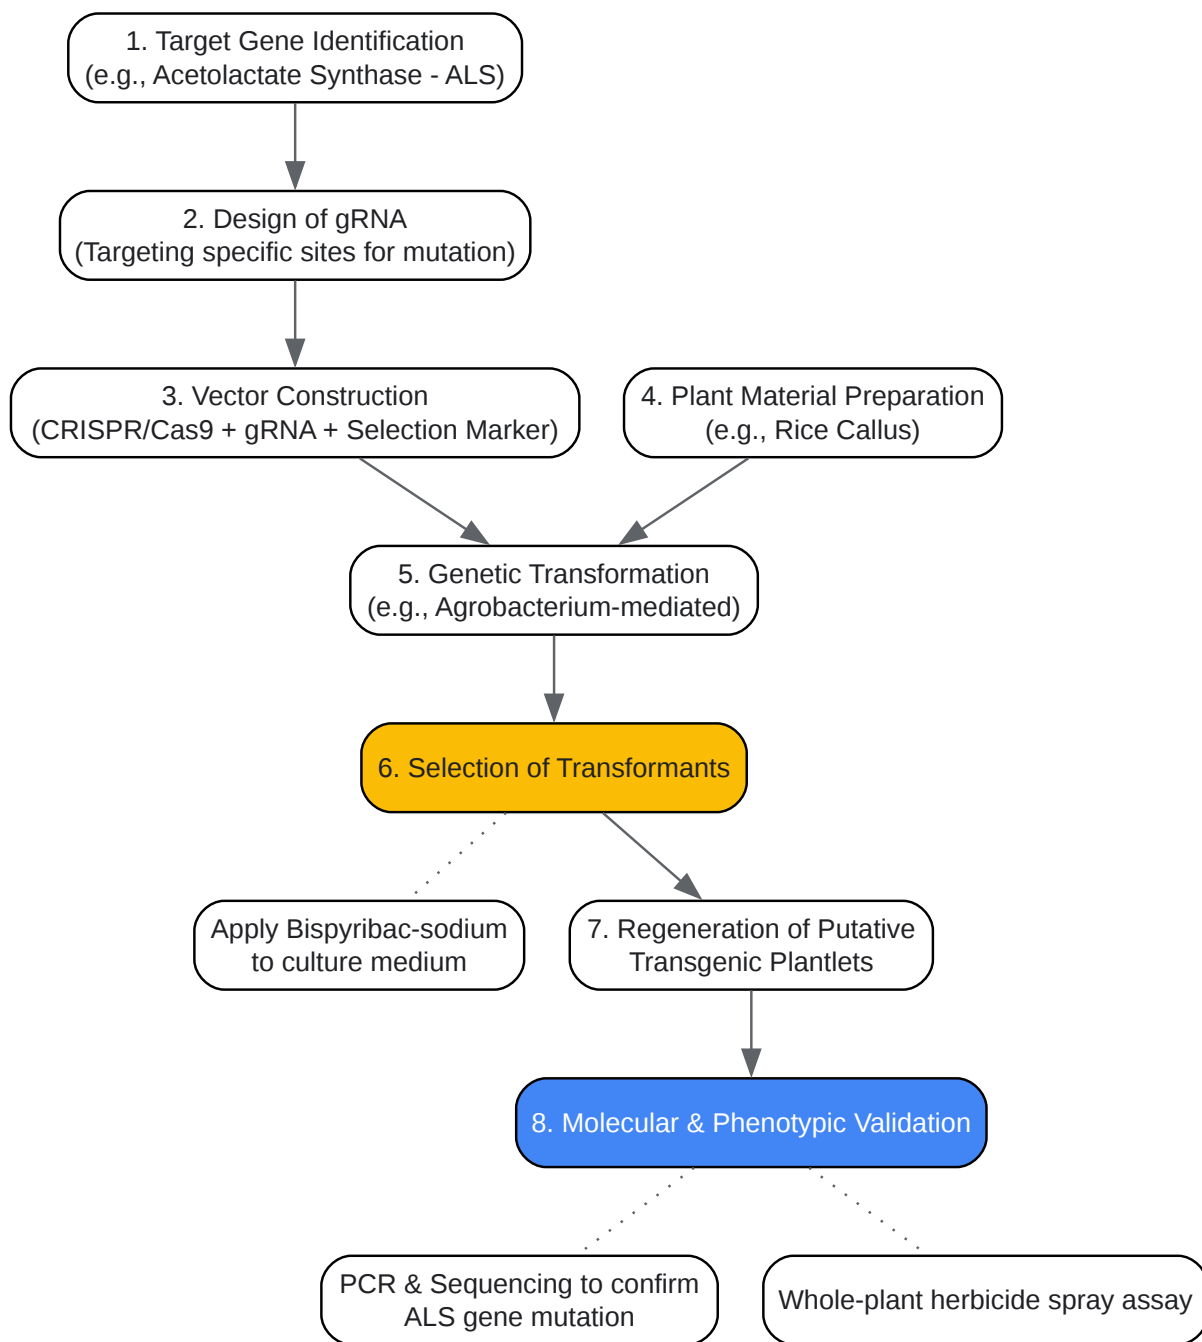 1. Target Gene Identification
(e.g., Acetolactate Synthase - ALS)
2. Design of gRNA
(Targeting specific sites for mutation)
3. Vector Construction
(CRISPR/Cas9 + gRNA + Selection Marker)
4. Plant Material Preparation
(e.g., Rice Callus)
5. Genetic Transformation
(e.g., Agrobacterium-mediated)
6. Selection of Transformants
Apply Bispyribac-sodium
to culture medium
7. Regeneration of Putative
Transgenic Plantlets
8. Molecular & Phenotypic Validation
PCR & Sequencing to confirm
ALS gene mutation
Whole-plant herbicide spray assay